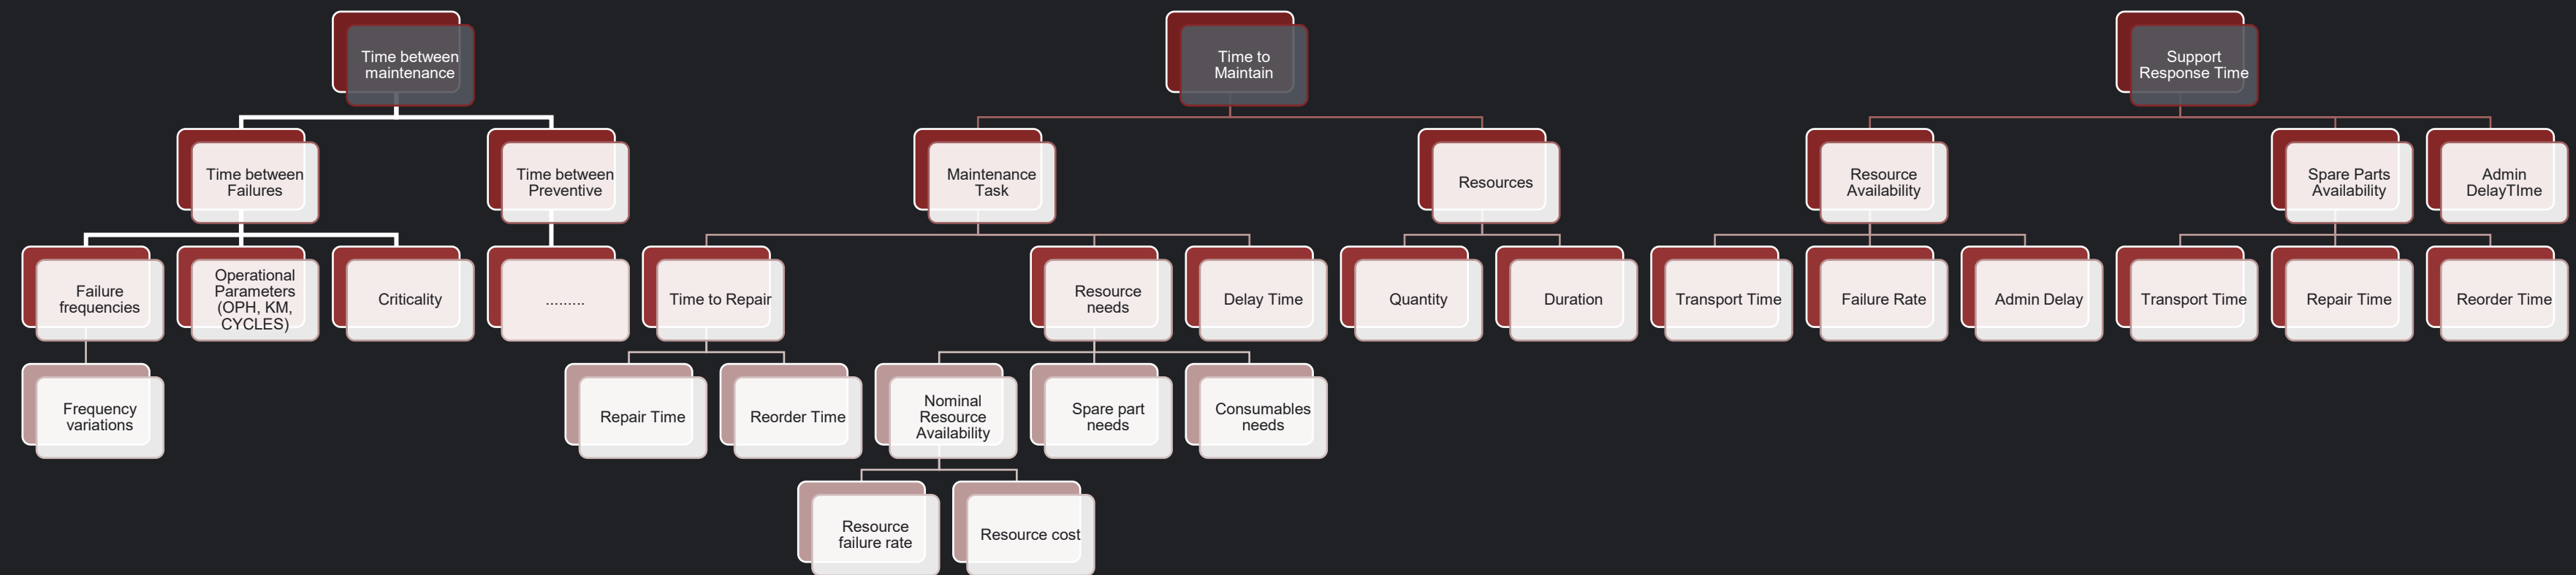 Time between
maintenance
Time to
Maintain
Support
Response Time
Time between
Failures
Time between
Preventive
Maintenance
Task
Resources
Resource
Availability
Spare Parts
Availability
Admin
DelayTIme
Failure
frequencies
Operational
Parameters
(OPH, KM,
CYCLES)
Criticality
.........
Time to Repair
Resource
needs
Delay Time
Quantity
Duration
Transport Time
Failure Rate
Admin Delay
Transport Time
Repair Time
Reorder Time
Frequency
variations
Repair Time
Reorder Time
Nominal
Resource
Availability
Spare part
needs
Consumables
needs
Resource
failure rate
Resource cost